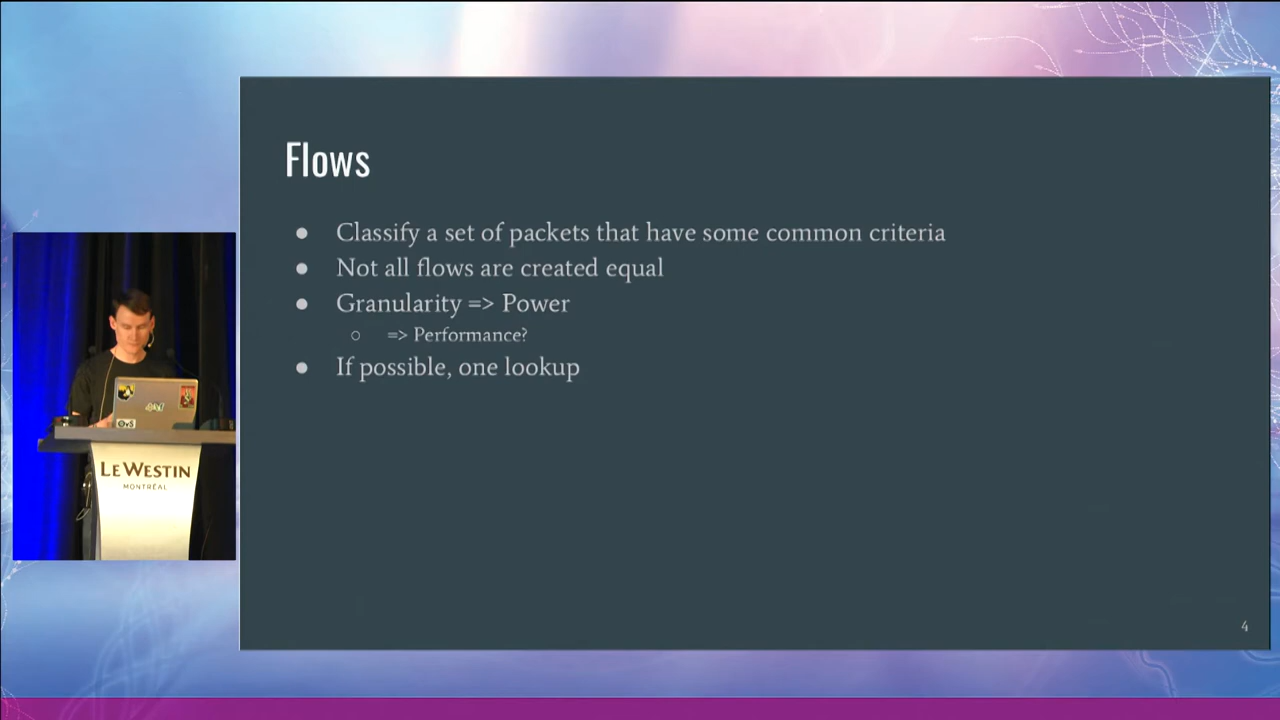 Flows
● Classify a set of packets that have some common criteria
● Not all flows are created equal
● Granularity => Power
○ => Performance?
● If possible, one lookup
4
OvS
LE WESTIN
MONTRÉAL